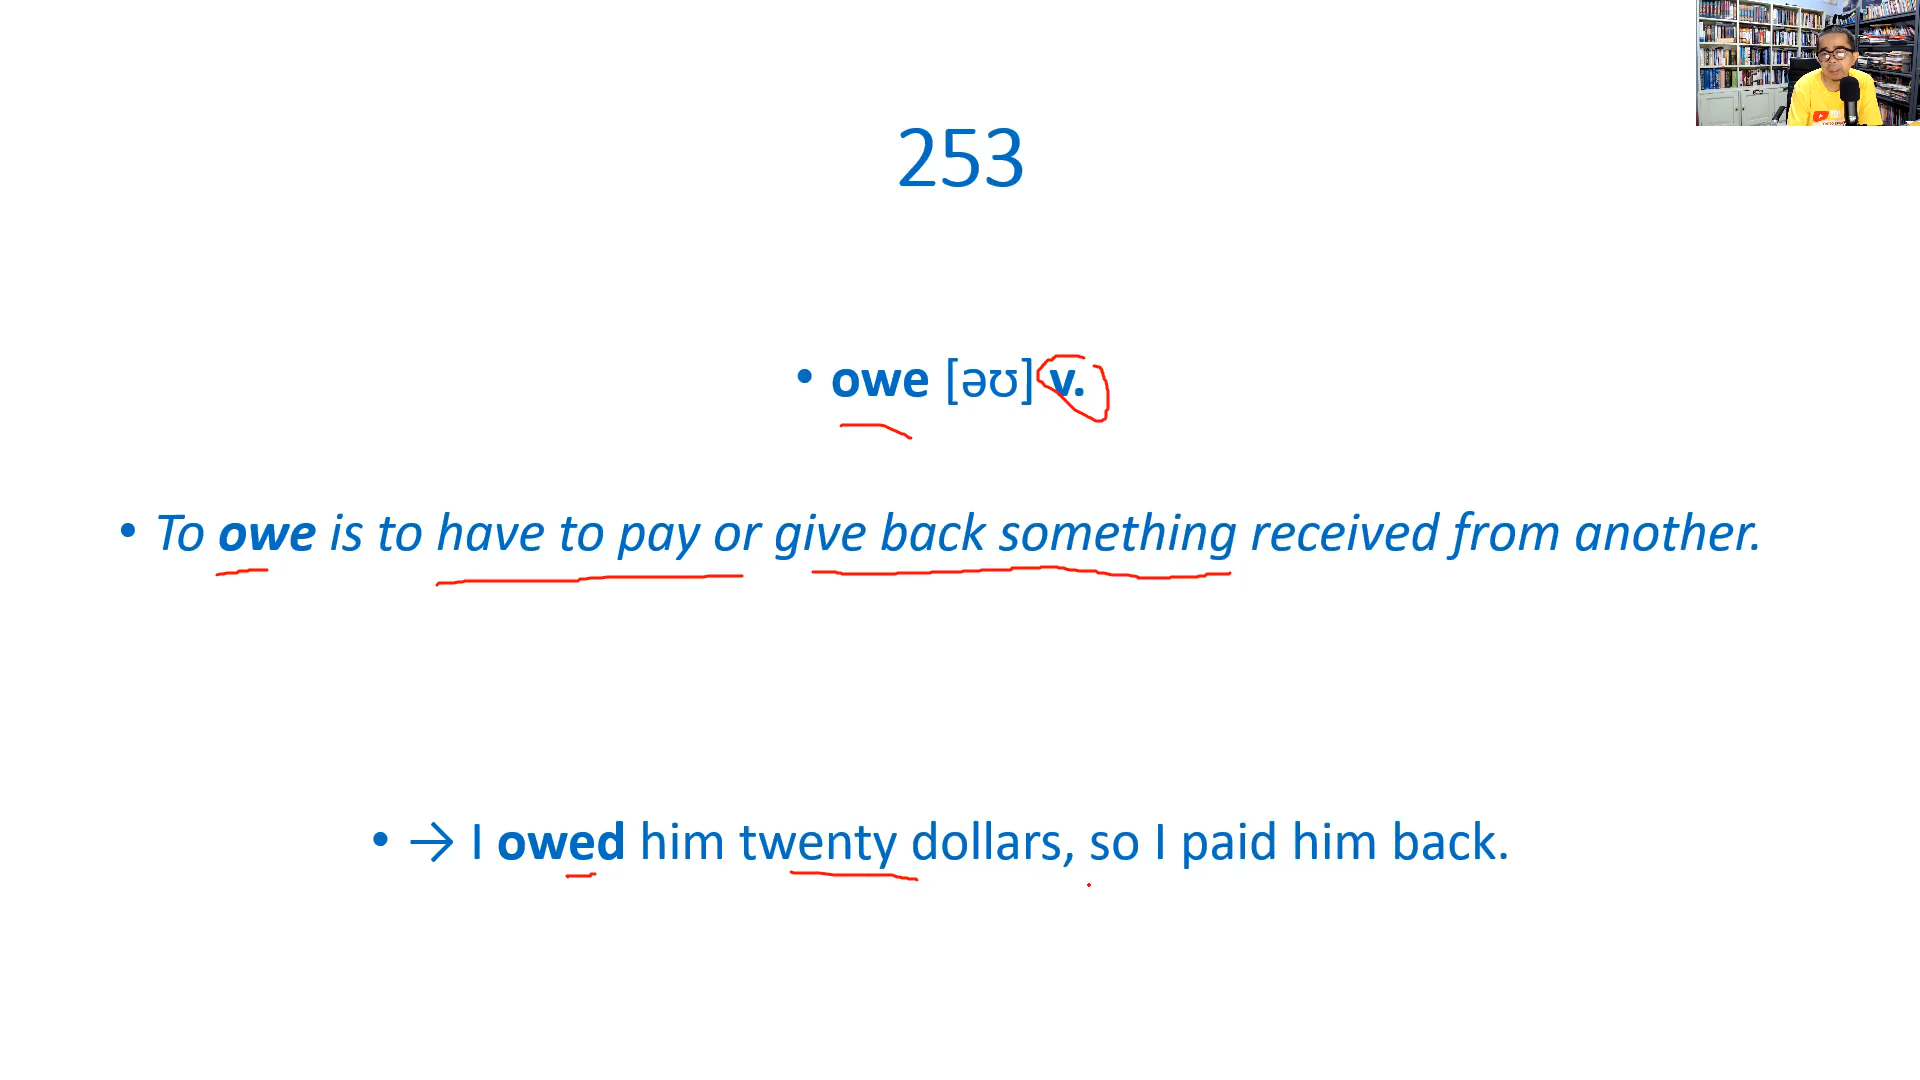 253
• owe [əʊ] v.
• To owe is to have to pay or give back something received from another.
• → I owed him twenty dollars, so I paid him back.